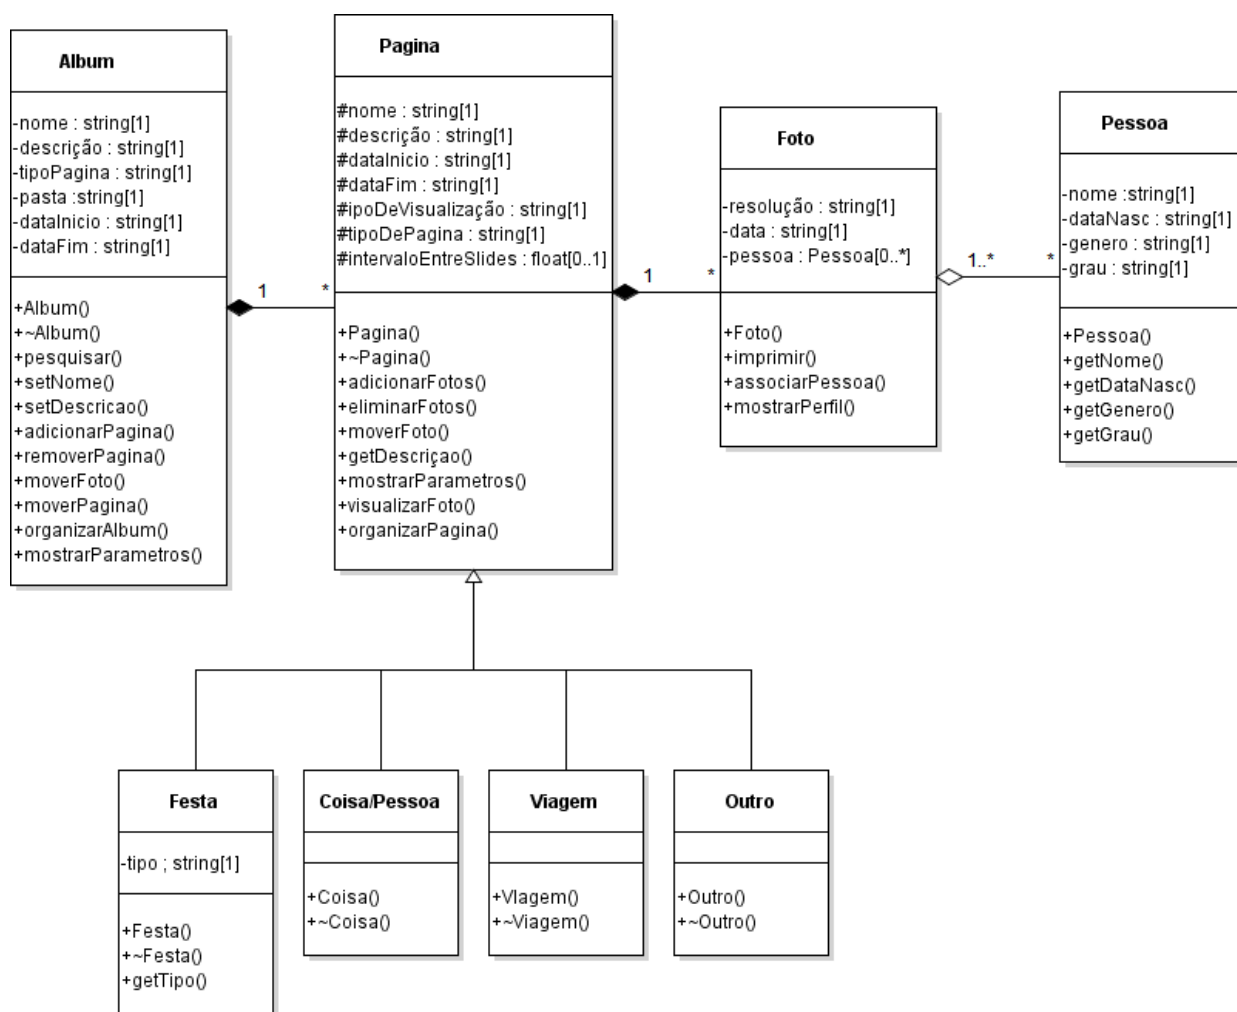 Album
-nome : string[1]
-descrição : string[1]
-tipoPagina : string[1]
-pasta :string[1]
-dataInicio : string[1]
-dataFim : string[1]
+Album()
+~Album()
+pesquisar()
+setNome()
+setDescricao()
+adicionarPagina()
+removerPagina()
+moverFoto()
+moverPagina()
+organizarAlbum()
+mostrarParametros()
1
*
Pagina
#nome : string[1]
#descrição : string[1]
#dataInicio : string[1]
#dataFim : string[1]
#ipoDeVisualização : string[1]
#tipoDePagina : string[1]
#intervaloEntreSlides : float[0..1]
+Pagina()
+~Pagina()
+adicionarFotos()
+eliminarFotos()
+moverFoto()
+getDescriçao()
+mostrarParametros()
+visualizarFoto()
+organizarPagina()
1
*
Foto
-resolução : string[1]
-data : string[1]
-pessoa : Pessoa[0..*]
+Foto()
+imprimir()
+associarPessoa()
+mostrarPerfil()
1..*
*
Pessoa
-nome :string[1]
-dataNasc : string[1]
-genero : string[1]
-grau : string[1]
+Pessoa()
+getNome()
+getDataNasc()
+getGenero()
+getGrau()
Festa
-tipo ; string[1]
+Festa()
+~Festa()
+getTipo()
Coisa/Pessoa
+Coisa()
+~Coisa()
Viagem
+VIagem()
+~Viagem()
Outro
+Outro()
+~Outro()